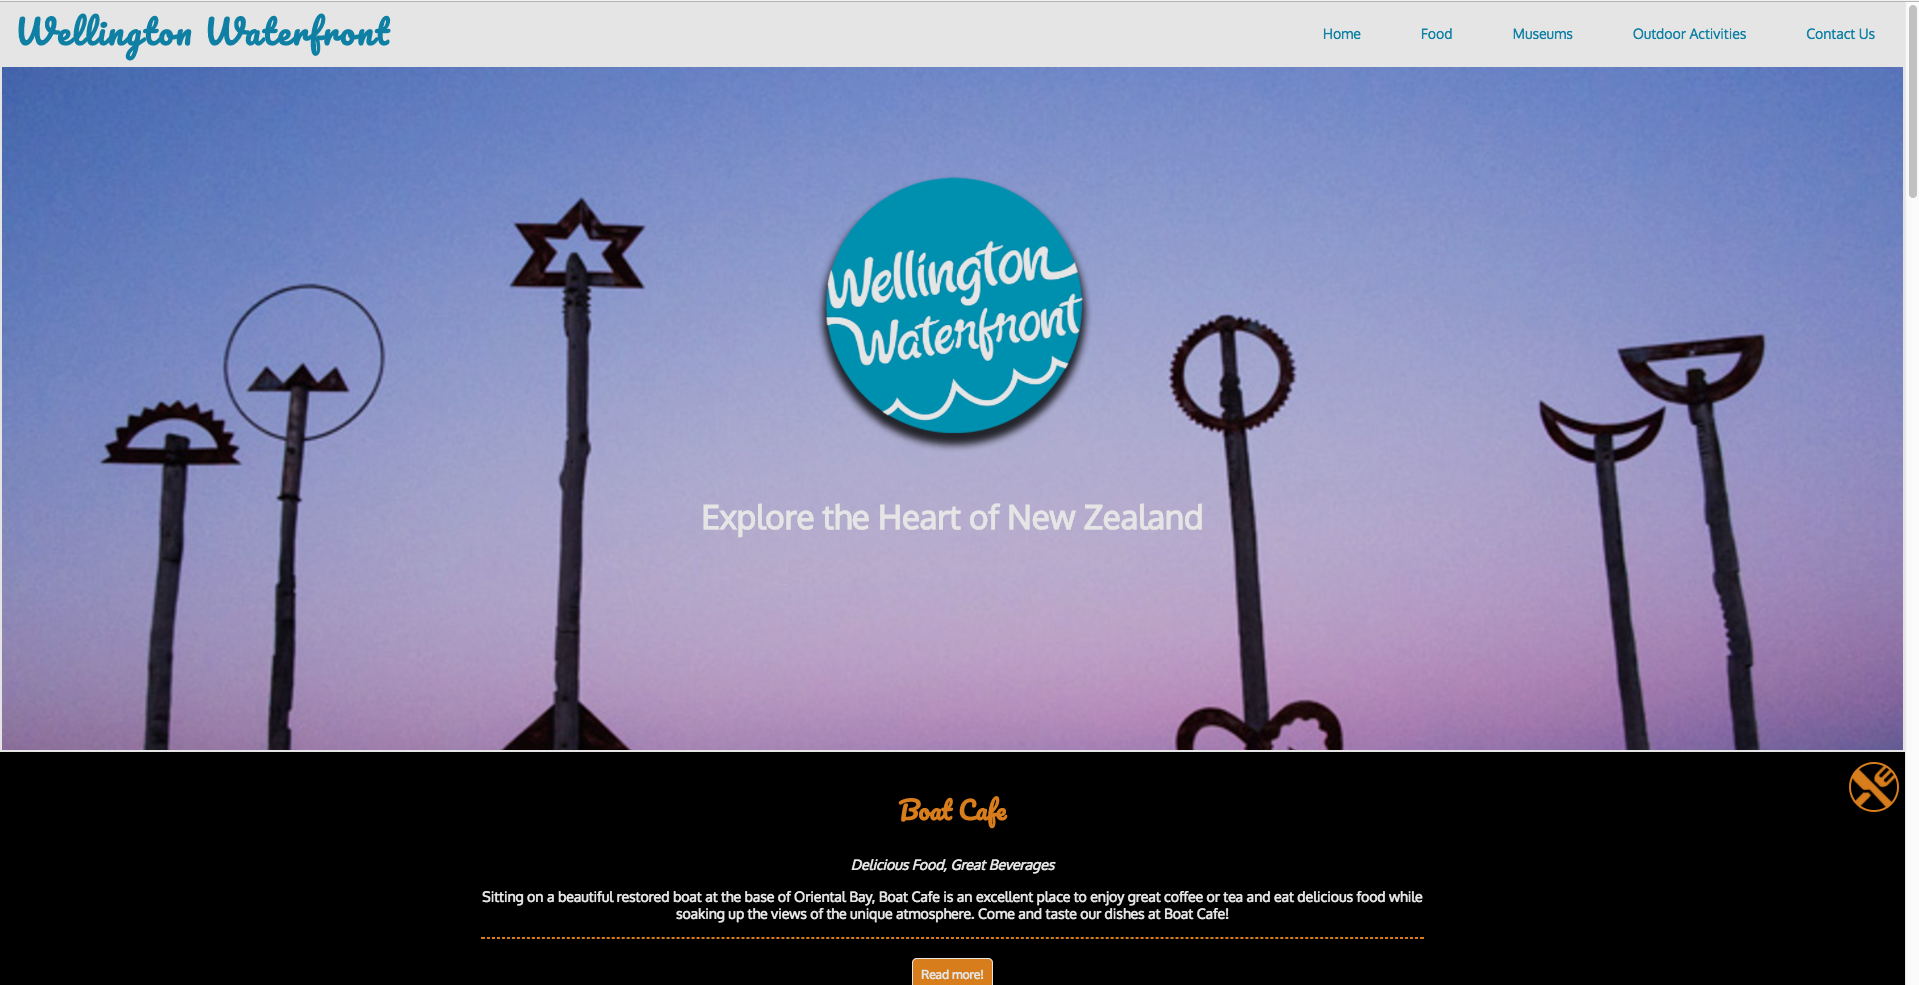 Wellington Waterfront
Home Food Museums Outdoor Activities Contact Us
Wellington
Waterfront
Explore the Heart of New Zealand
Boat Cafe
Delicious Food, Great Beverages
Sitting on a beautiful restored boat at the base of Oriental Bay, Boat Cafe is an excellent place to enjoy great coffee or tea and eat delicious food while
soaking up the views of the unique atmosphere. Come and taste our dishes at Boat Cafe!
Read more!